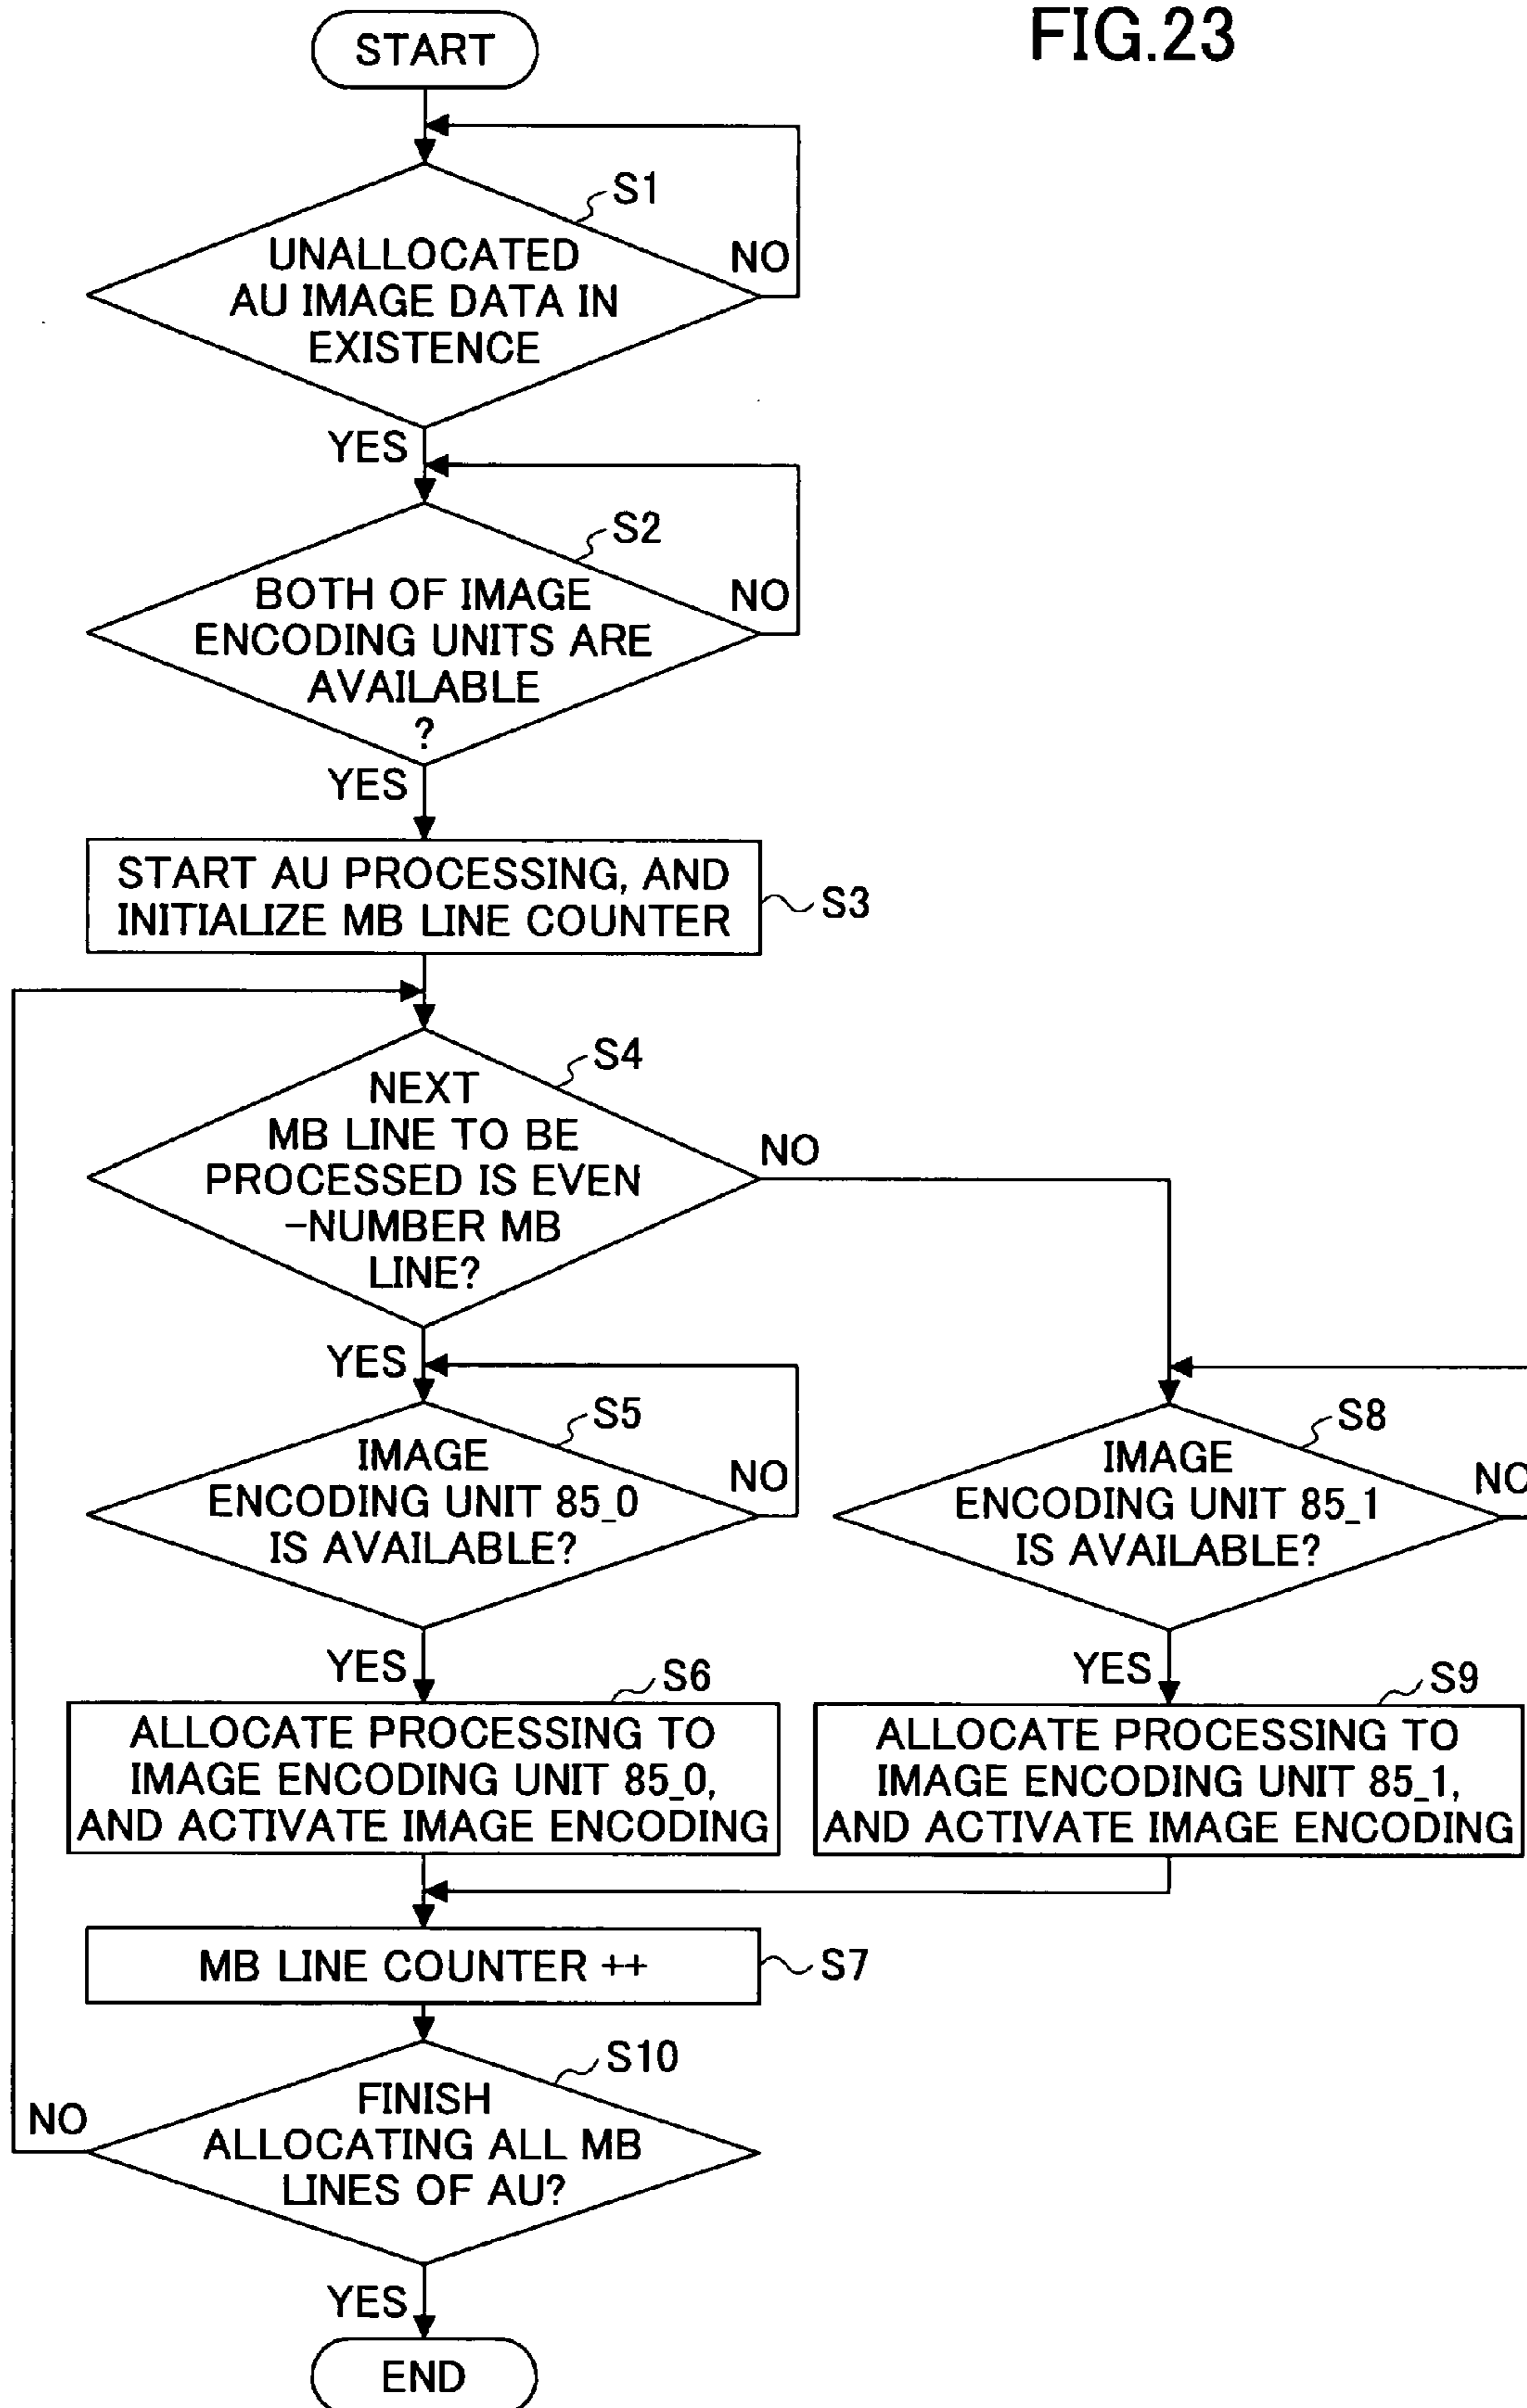 FIG.23
START
S1
UNALLOCATED
AU IMAGE DATA IN
EXISTENCE
NO
YES
S2
BOTH OF IMAGE
ENCODING UNITS ARE
AVAILABLE
?
NO
YES
START AU PROCESSING, AND
INITIALIZE MB LINE COUNTER
S3
S4
NEXT
MB LINE TO BE
PROCESSED IS EVEN
-NUMBER MB
LINE?
NO
YES
S5
IMAGE
ENCODING UNIT 85_0
IS AVAILABLE?
NO
YES
S6
ALLOCATE PROCESSING TO
IMAGE ENCODING UNIT 85_0,
AND ACTIVATE IMAGE ENCODING
S8
IMAGE
ENCODING UNIT 85_1
IS AVAILABLE?
NO
YES
S9
ALLOCATE PROCESSING TO
IMAGE ENCODING UNIT 85_1,
AND ACTIVATE IMAGE ENCODING
MB LINE COUNTER ++
S7
S10
FINISH
ALLOCATING ALL MB
LINES OF AU?
NO
YES
END